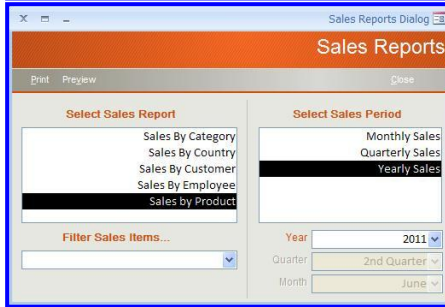 Sales Reports Dialog
Sales Reports
Print Preview Close
Select Sales Report
Sales By Category
Sales By Country
Sales By Customer
Sales By Employee
Sales by Product
Filter Sales Items...
Select Sales Period
Monthly Sales
Quarterly Sales
Yearly Sales
Year 2011
Quarter 2nd Quarter
Month June